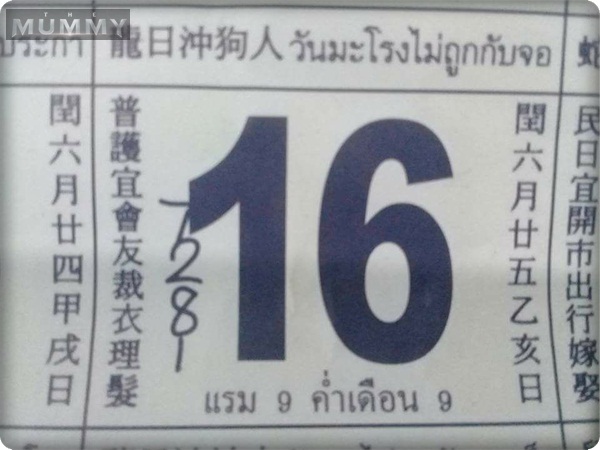 THE
MUMMY
ประกา
龍日沖狗人 วันมะโรงไม่ถูกกับจอ
蛇
閏六月廿四甲戌日
普護宜會友裁衣理髮
7281
16
閏六月廿五乙亥日
民日宜開市出行嫁娶
แรม 9 ค่ำเดือน 9